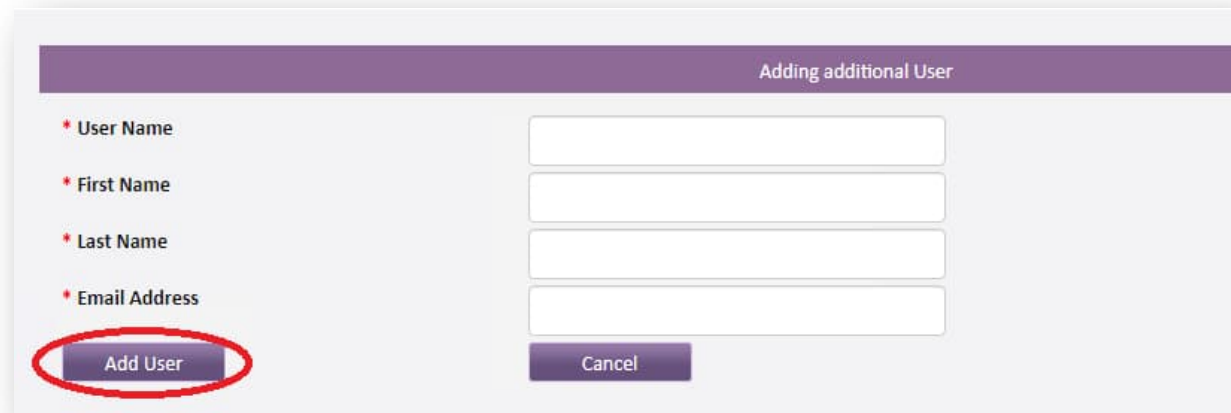 Adding additional User
* User Name
* First Name
* Last Name
* Email Address
Add User Cancel